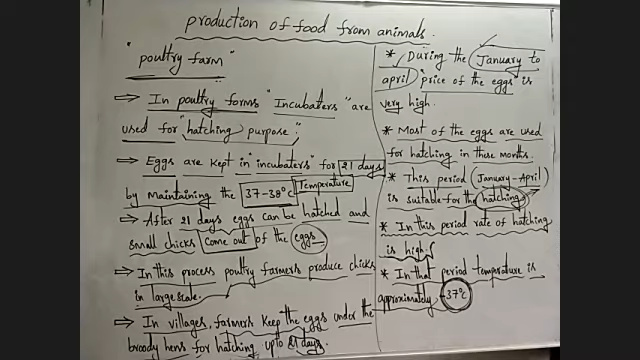 production of food from animals.
"poultry farm"
⇒ In poultry forms "Incubaters" are
used for "hatching purpose."
⇒ Eggs are kept in "incubaters" for 21 days
by maintaining the 37-38°C Temperature
⇒ After 21 days eggs can be hatched and
small chicks come out of the eggs
⇒ In this process poultry farmers produce chicks
in large scale.
⇒ In villages, farmers keep the eggs under the
broody hens for hatching upto 21 days.
* During the January to
april "price of the eggs" is
very high.
* Most of the eggs are used
for hatching in these months.
* This period (January-April)
is suitable for the hatching
* In this period rate of hatching
is high.
* In that period temprature is
approximately -37°C